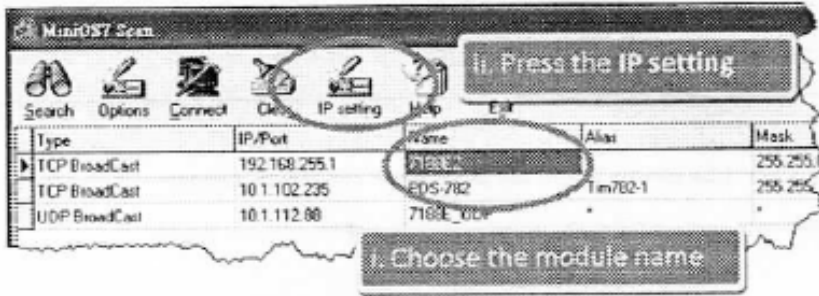 MiniOS7 Scan
ii. Press the IP setting
Search Options Connect IP setting Help Exit
Type IP/Port Name Alias Mask
TCP BroadCast 192.168.255.1 255.255.
TCP BroadCast 10.1.102.235 PDS-782 Tim782-1 255.255.
UDP BroadCast 10.1.112.88 * *
i. Choose the module name